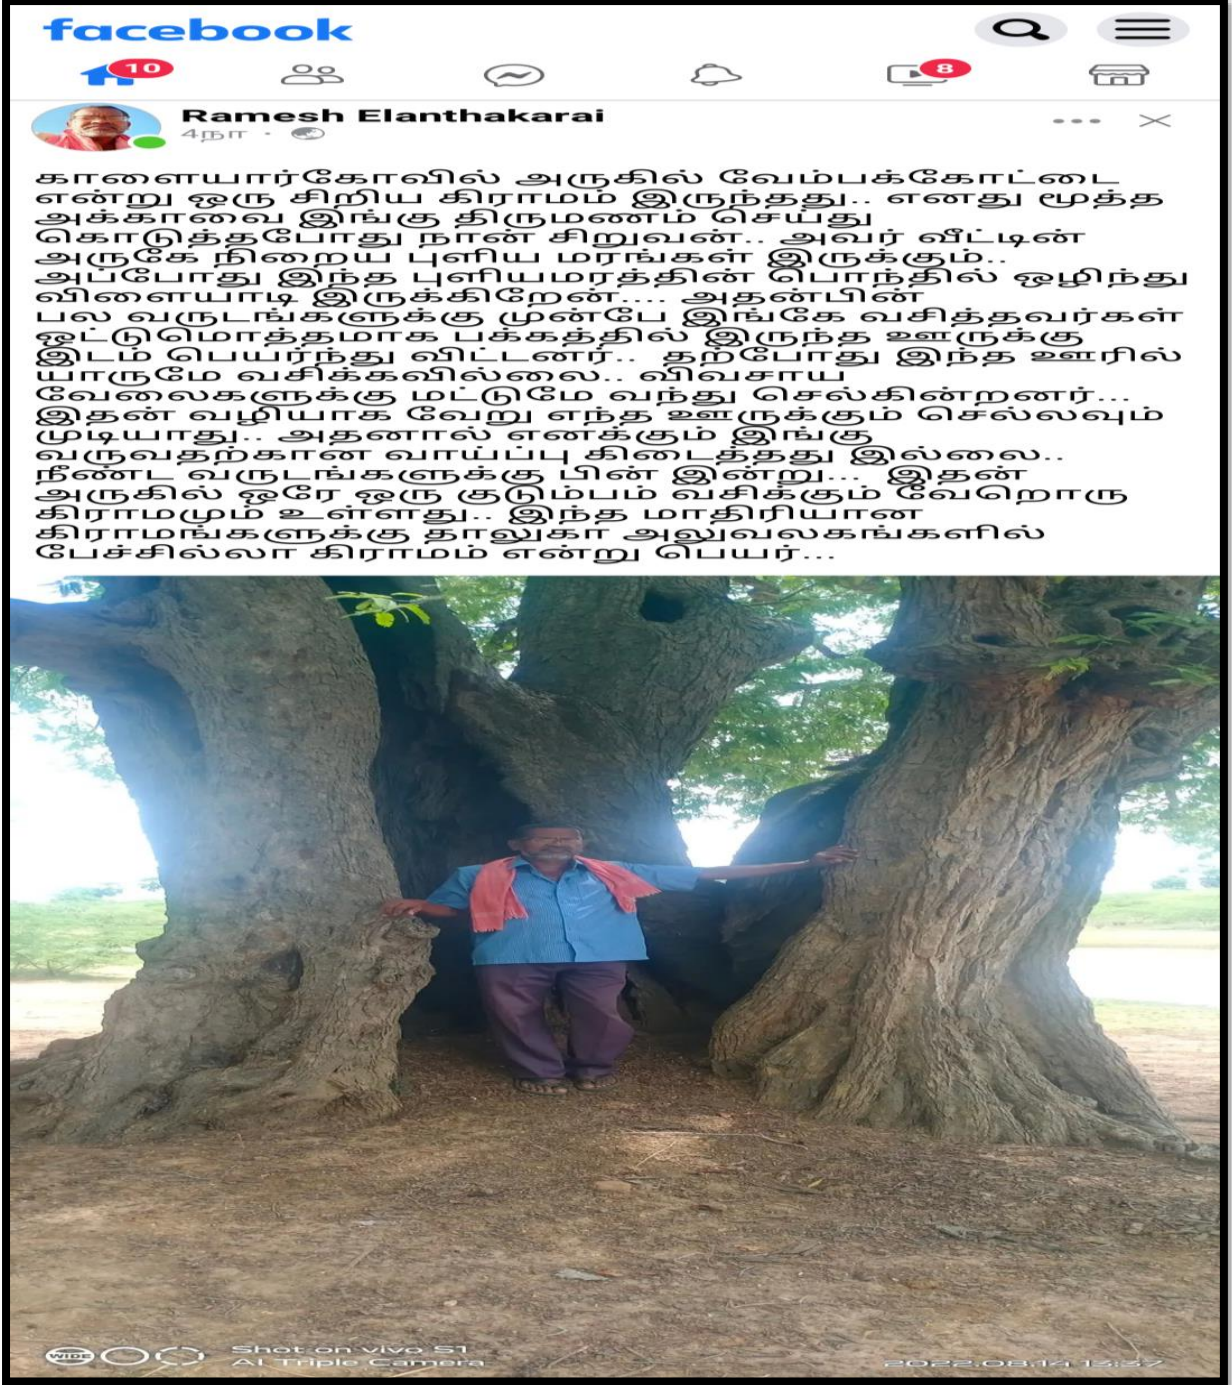 facebook
10
8
Ramesh Elanthakarai
4நா ·
காளையார்கோவில் அருகில் வேம்பக்கோட்டை
என்று ஒரு சிறிய கிராமம் இருந்தது.. எனது மூத்த
அக்காவை இங்கு திருமணம் செய்து
கொடுத்தபோது நான் சிறுவன்.. அவர் வீட்டின்
அருகே நிறைய புளிய மரங்கள் இருக்கும்..
அப்போது இந்த புளியமரத்தின் பொந்தில் ஒழிந்து
விளையாடி இருக்கிறேன்.... அதன்பின்
பல வருடங்களுக்கு முன்பே இங்கே வசித்தவர்கள்
ஒட்டுமொத்தமாக பக்கத்தில் இருந்த ஊருக்கு
இடம் பெயர்ந்து விட்டனர்.. தற்போது இந்த ஊரில்
யாருமே வசிக்கவில்லை.. விவசாய
வேலைகளுக்கு மட்டுமே வந்து செல்கின்றனர்...
இதன் வழியாக வேறு எந்த ஊருக்கும் செல்லவும்
முடியாது.. அதனால் எனக்கும் இங்கு
வருவதற்கான வாய்ப்பு கிடைத்தது இல்லை..
நீண்ட வருடங்களுக்கு பின் இன்று... இதன்
அருகில் ஒரே ஒரு குடும்பம் வசிக்கும் வேறொரு
கிராமமும் உள்ளது.. இந்த மாதிரியான
கிராமங்களுக்கு தாலுகா அலுவலகங்களில்
பேச்சில்லா கிராமம் என்று பெயர்...
WIDE
Shot on vivo S1
AI Triple Camera
2022.08.14 13:37